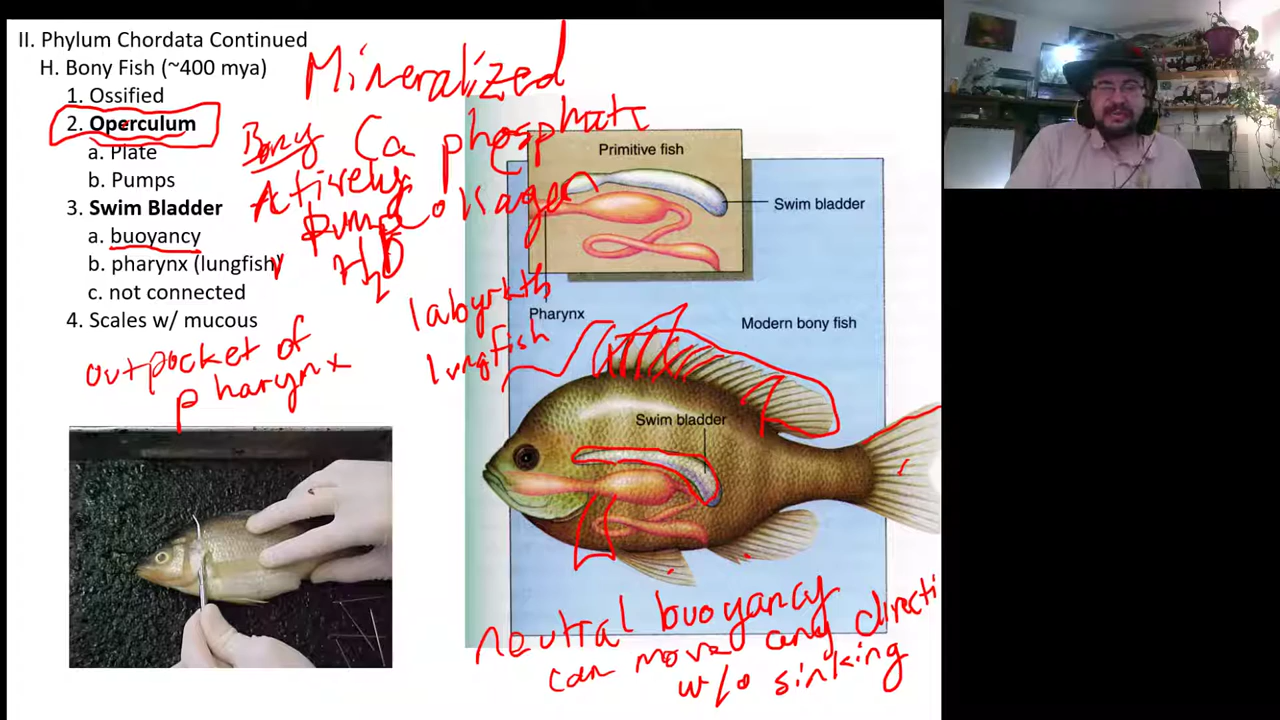 II. Phylum Chordata Continued
H. Bony Fish (~400 mya)
1. Ossified
2. Operculum
a. Plate
b. Pumps
3. Swim Bladder
a. buoyancy
b. pharynx (lungfish)
c. not connected
4. Scales w/ mucous
outpocket of
pharynx
Mineralized
Bony Ca phosphate
collagen
Actively
pump
H2O
labyrinth
lungfish
Primitive fish
Swim bladder
Pharynx
Modern bony fish
Swim bladder
neutral buoyancy
can move any directi
w/o sinking